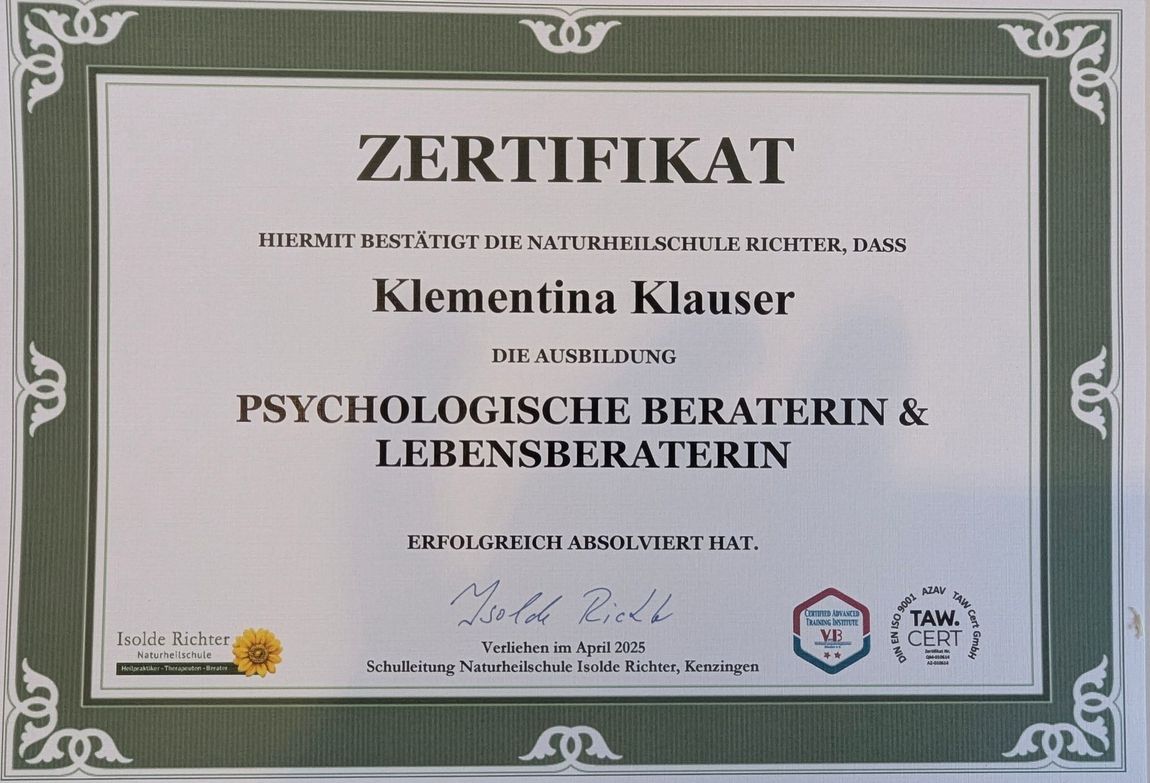 ZERTIFIKAT
HIERMIT BESTÄTIGT DIE NATURHEILSCHULE RICHTER, DASS
Klementina Klauser
DIE AUSBILDUNG
PSYCHOLOGISCHE BERATERIN &
LEBENSBERATERIN
ERFOLGREICH ABSOLVIERT HAT.
Isolde Richter
Verliehen im April 2025
Schulleitung Naturheilschule Isolde Richter, Kenzingen
Isolde Richter
Naturheilschule
Heilpraktiker - Therapeuten - Berater
CERTIFIED ADVANCED
TRAINING INSTITUTE
DIN EN ISO 9001 AZAV TAW Cert GmbH
TAW.
CERT
Zertifikat Nr.